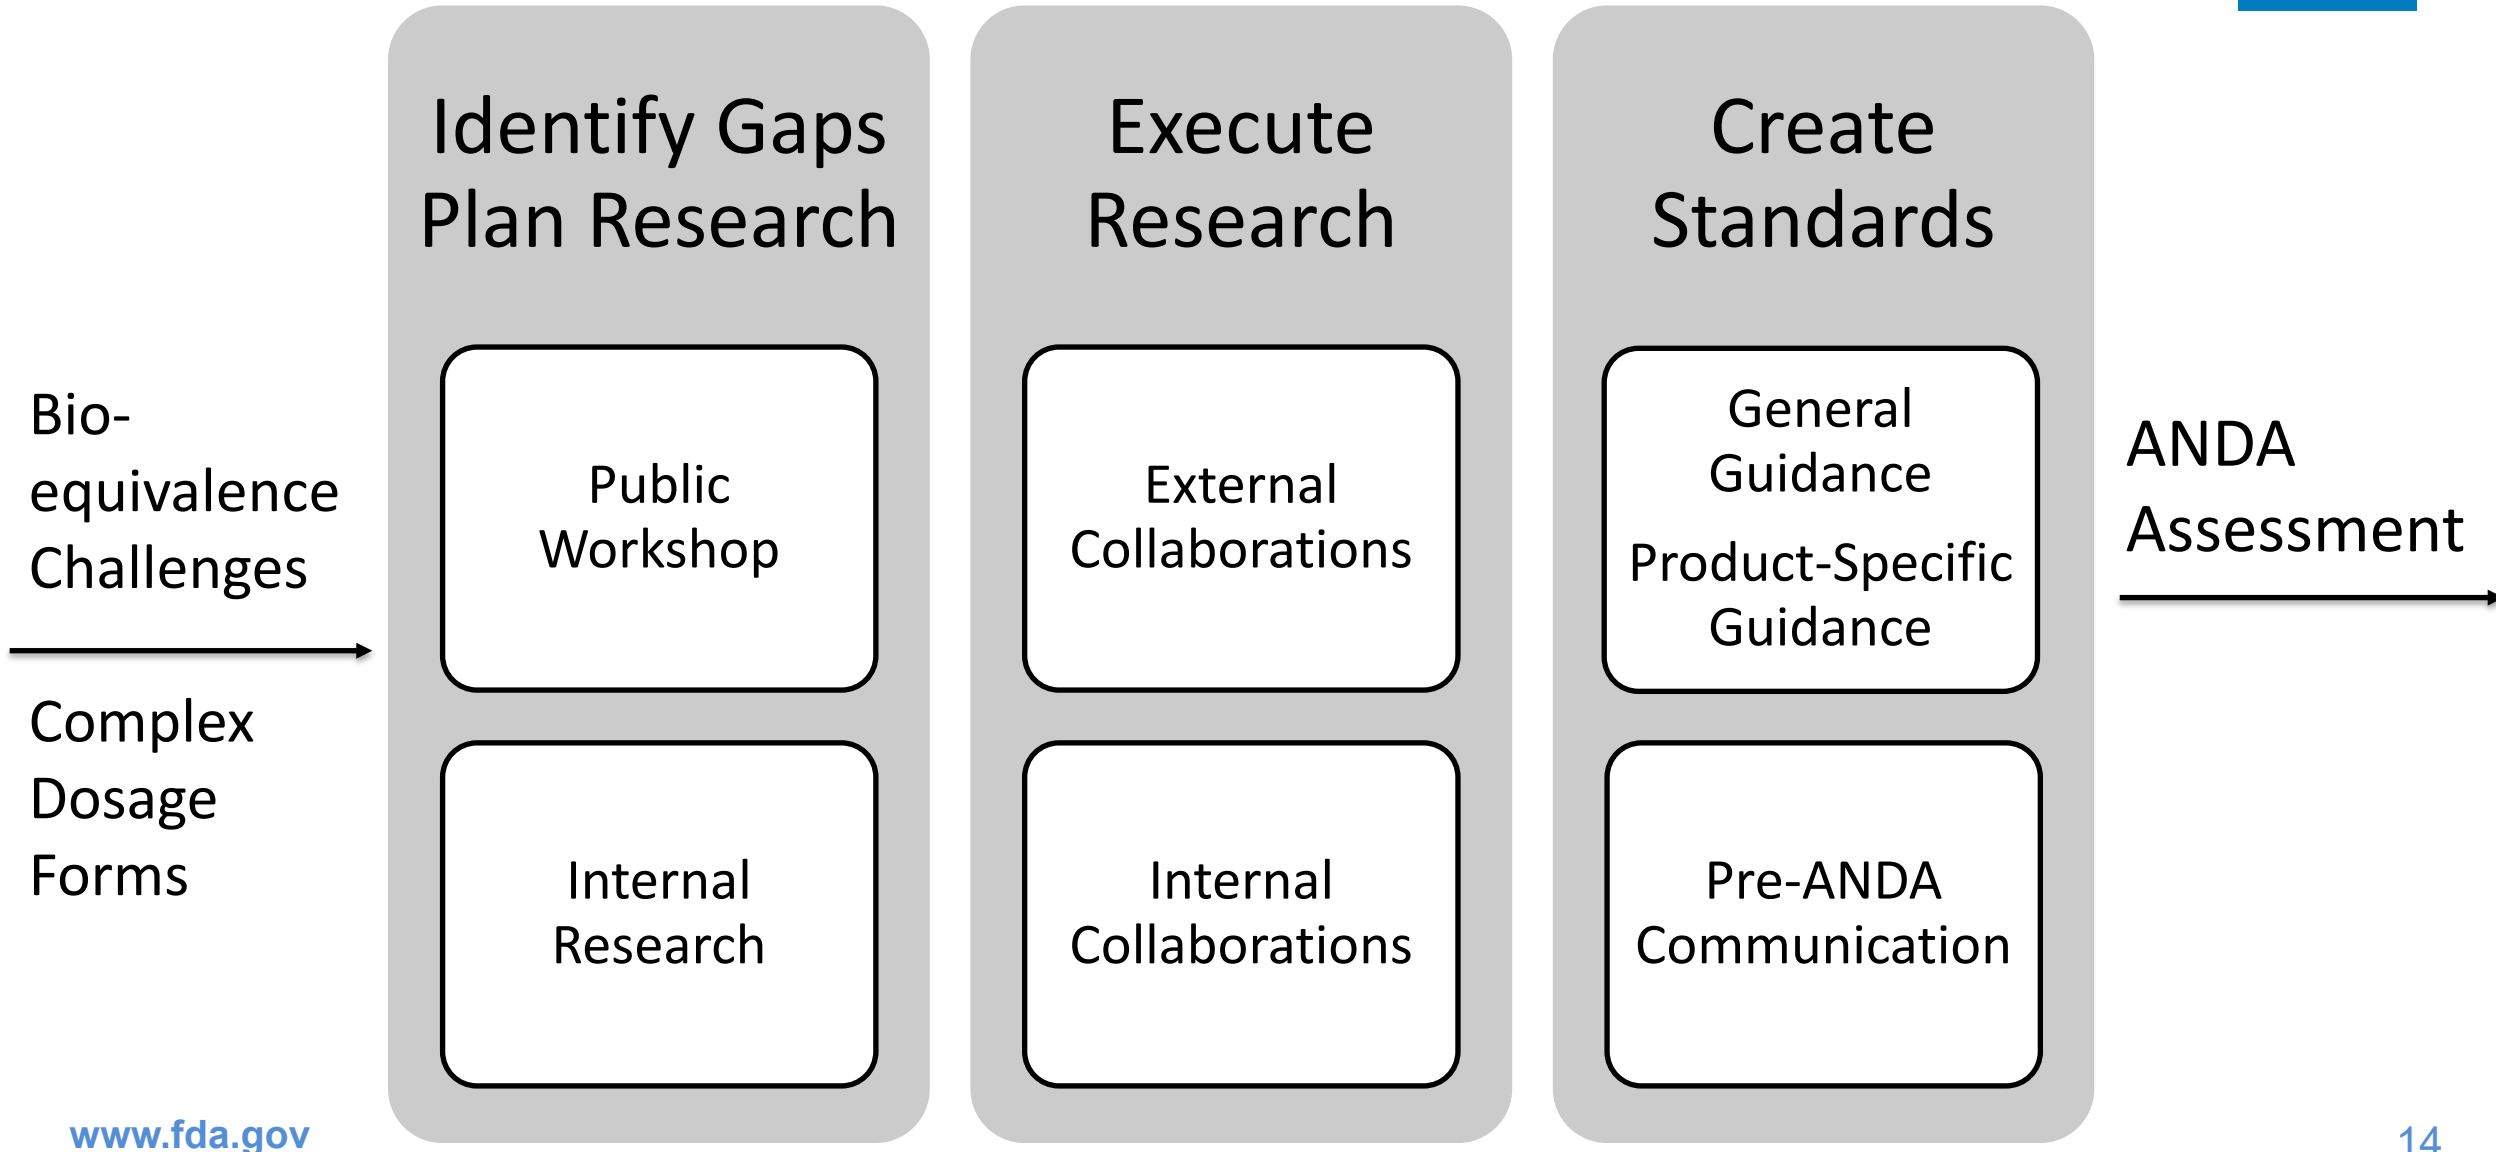 Bio-
equivalence
Challenges
Complex
Dosage
Forms
Identify Gaps
Plan Research
Public
Workshop
Internal
Research
Execute
Research
External
Collaborations
Internal
Collaborations
Create
Standards
General
Guidance
Product-Specific
Guidance
Pre-ANDA
Communication
ANDA
Assessment
www.fda.gov
14